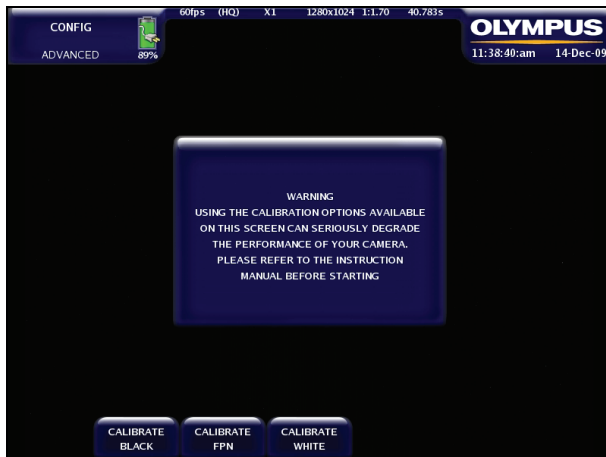 CONFIG
ADVANCED
89%
60fps (HQ) X1 1280x1024 1:1.70 40.783s
OLYMPUS
11:38:40:am 14-Dec-09
WARNING
USING THE CALIBRATION OPTIONS AVAILABLE
ON THIS SCREEN CAN SERIOUSLY DEGRADE
THE PERFORMANCE OF YOUR CAMERA.
PLEASE REFER TO THE INSTRUCTION
MANUAL BEFORE STARTING
CALIBRATE
BLACK
CALIBRATE
FPN
CALIBRATE
WHITE